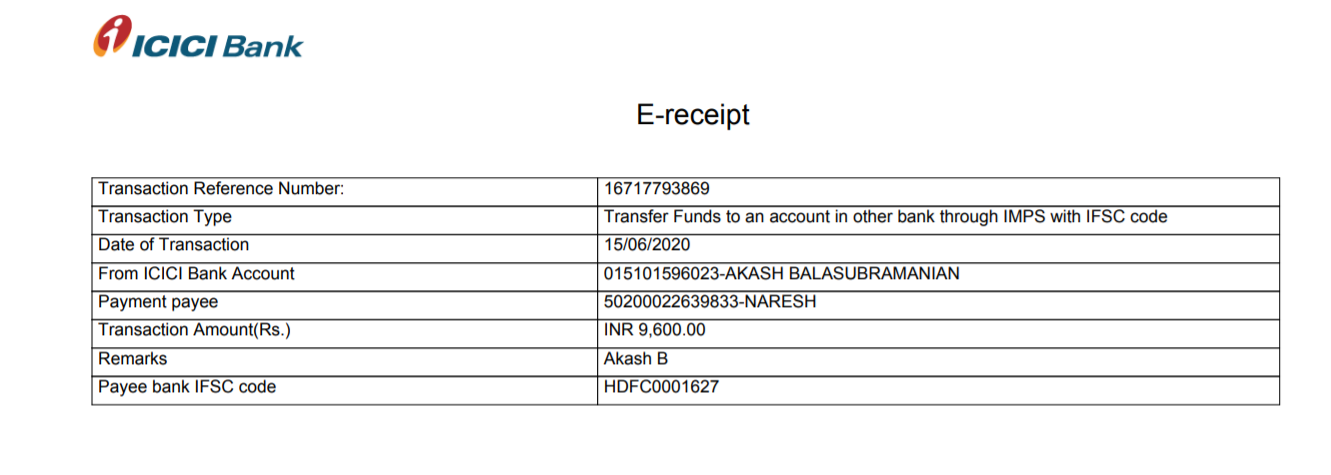 ICICI Bank
E-receipt
Transaction Reference Number: 16717793869
Transaction Type Transfer Funds to an account in other bank through IMPS with IFSC code
Date of Transaction 15/06/2020
From ICICI Bank Account 015101596023-AKASH BALASUBRAMANIAN
Payment payee 50200022639833-NARESH
Transaction Amount(Rs.) INR 9,600.00
Remarks Akash B
Payee bank IFSC code HDFC0001627